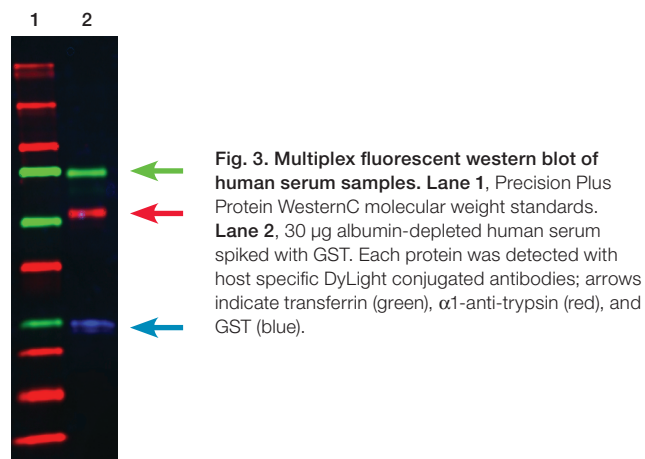 1 2
Fig. 3. Multiplex fluorescent western blot of
human serum samples. Lane 1, Precision Plus
Protein WesternC molecular weight standards.
Lane 2, 30 µg albumin-depleted human serum
spiked with GST. Each protein was detected with
host specific DyLight conjugated antibodies; arrows
indicate transferrin (green), α1-anti-trypsin (red), and
GST (blue).